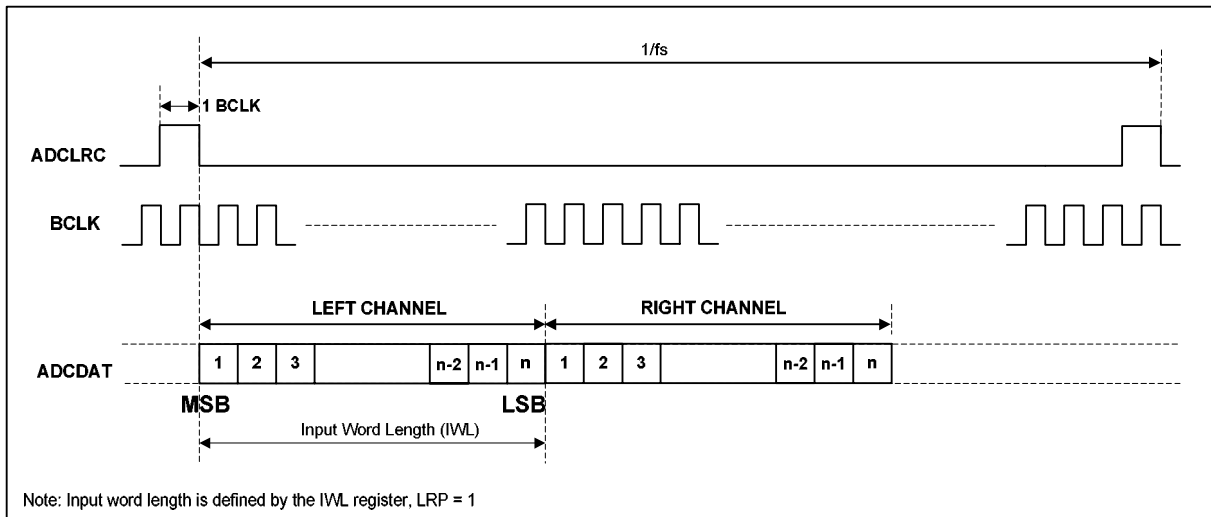 1/fs
1 BCLK
ADCLRC
BCLK
LEFT CHANNEL RIGHT CHANNEL
ADCDAT 1 2 3 n-2 n-1 n 1 2 3 n-2 n-1 n
MSB LSB
Input Word Length (IWL)
Note: Input word length is defined by the IWL register, LRP = 1